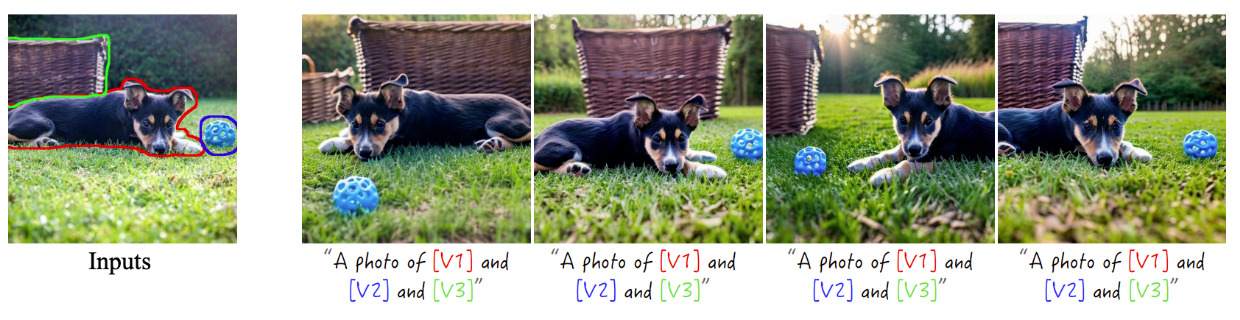 Inputs
“A photo of [V1] and
[V2] and [V3]”
“A photo of [V1] and
[V2] and [V3]”
“A photo of [V1] and
[V2] and [V3]”
“A photo of [V1] and
[V2] and [V3]”